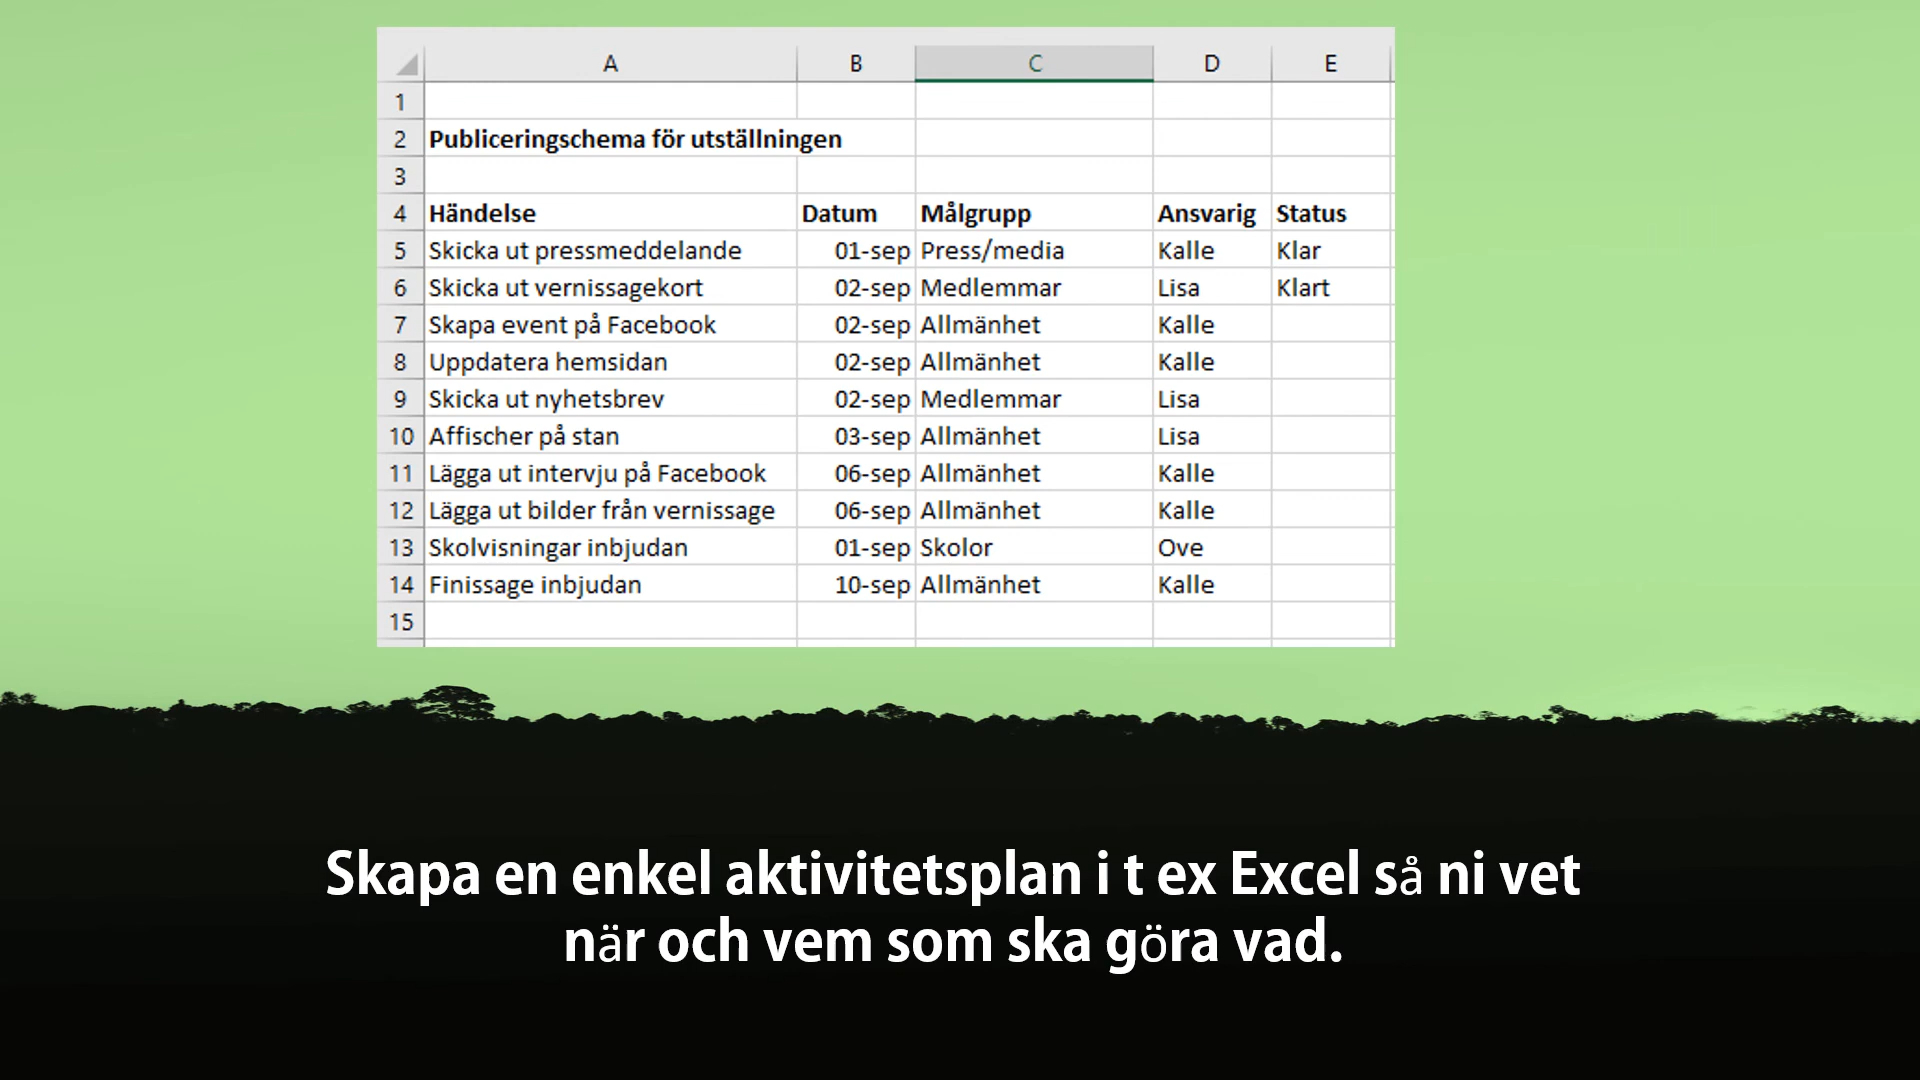 A B C D E
1
2 Publiceringschema för utställningen
3
4 Händelse Datum Målgrupp Ansvarig Status
5 Skicka ut pressmeddelande 01-sep Press/media Kalle Klar
6 Skicka ut vernissagekort 02-sep Medlemmar Lisa Klart
7 Skapa event på Facebook 02-sep Allmänhet Kalle
8 Uppdatera hemsidan 02-sep Allmänhet Kalle
9 Skicka ut nyhetsbrev 02-sep Medlemmar Lisa
10 Affischer på stan 03-sep Allmänhet Lisa
11 Lägga ut intervju på Facebook 06-sep Allmänhet Kalle
12 Lägga ut bilder från vernissage 06-sep Allmänhet Kalle
13 Skolvisningar inbjudan 01-sep Skolor Ove
14 Finissage inbjudan 10-sep Allmänhet Kalle
15
Skapa en enkel aktivitetsplan i t ex Excel så ni vet
när och vem som ska göra vad.